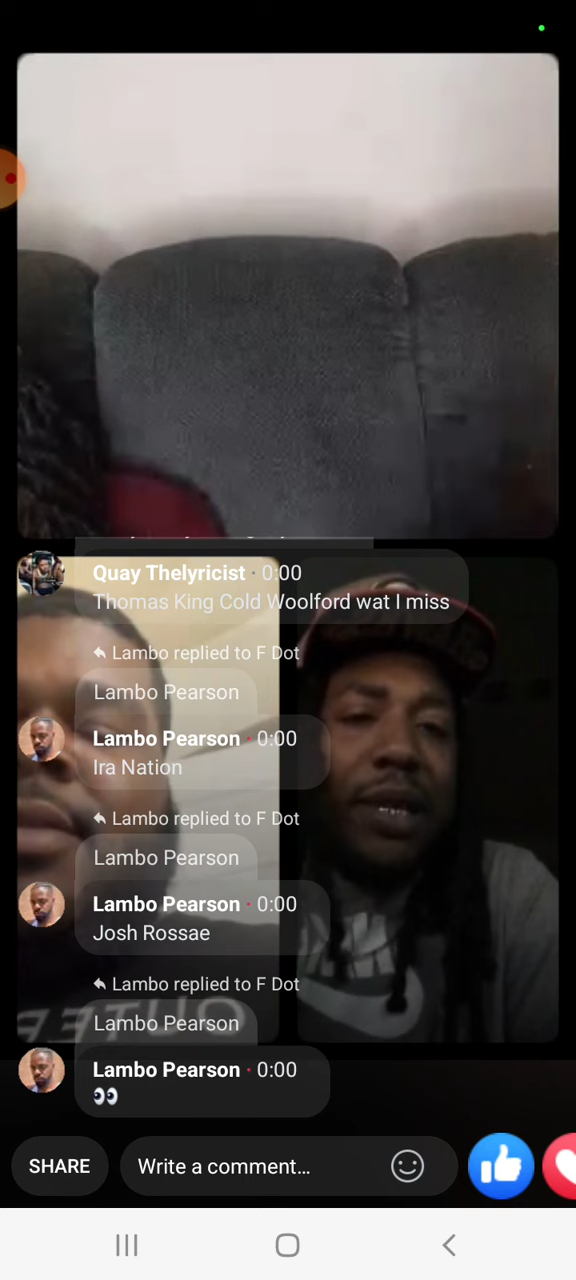 Quay Thelyricist · 0:00
Thomas King Cold Woolford wat I miss
Lambo replied to F Dot
Lambo Pearson
Lambo Pearson · 0:00
Ira Nation
Lambo replied to F Dot
Lambo Pearson
Lambo Pearson · 0:00
Josh Rossae
Lambo replied to F Dot
Lambo Pearson
Lambo Pearson · 0:00
👀
SHARE
Write a comment...